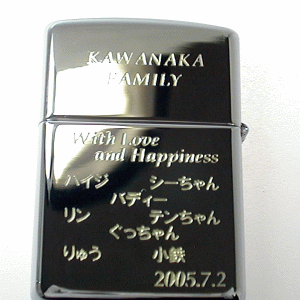 KAWANAKA
FAMILY
With Love
and Happiness
ハイジ シーちゃん
バディー
リン テンちゃん
ぐっちゃん
りゅう 小鉄
2005.7.2